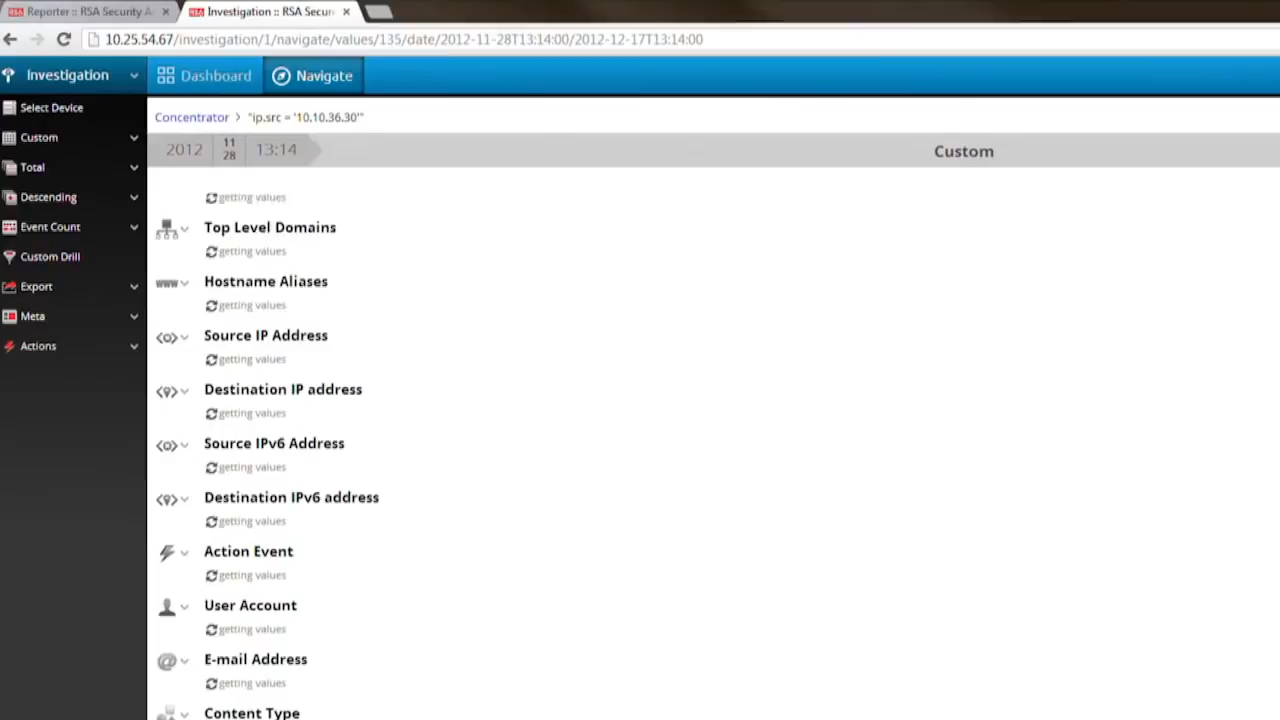 RSA Reporter :: RSA Security A
RSA Investigation :: RSA Secur
10.25.54.67/investigation/1/navigate/values/135/date/2012-11-28T13:14:00/2012-12-17T13:14:00
Investigation
Dashboard
Navigate
Select Device
Custom
Total
Descending
Event Count
Custom Drill
Export
Meta
Actions
Concentrator > "ip.src = '10.10.36.30'"
2012 11 28 13:14
Custom
getting values
Top Level Domains
getting values
www Hostname Aliases
getting values
Source IP Address
getting values
Destination IP address
getting values
Source IPv6 Address
getting values
Destination IPv6 address
getting values
Action Event
getting values
User Account
getting values
@ E-mail Address
getting values
Content Type